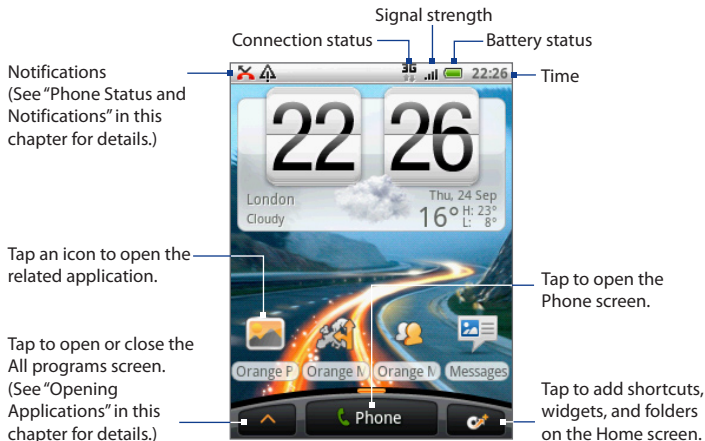 Signal strength
Connection status
Battery status
Notifications
(See “Phone Status and
Notifications” in this
chapter for details.)
3G
22:26
Time
22 26
London
Cloudy
Thu, 24 Sep
16° H: 23°
L: 8°
Tap an icon to open the
related application.
Tap to open the
Phone screen.
Orange P
Orange M
Orange M
Messages
Tap to open or close the
All programs screen.
(See “Opening
Applications” in this
chapter for details.)
Phone
Tap to add shortcuts,
widgets, and folders
on the Home screen.